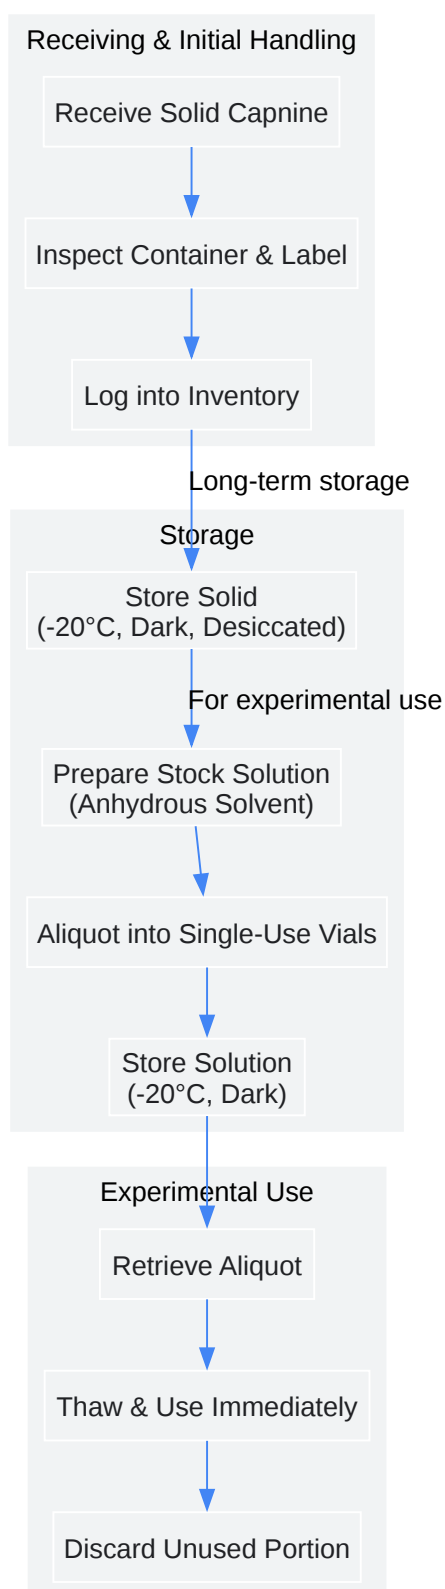 Receiving & Initial Handling
Receive Solid Capnine
Inspect Container & Label
Log into Inventory
Long-term storage
Storage
Store Solid
(-20°C, Dark, Desiccated)
For experimental use
Prepare Stock Solution
(Anhydrous Solvent)
Aliquot into Single-Use Vials
Store Solution
(-20°C, Dark)
Experimental Use
Retrieve Aliquot
Thaw & Use Immediately
Discard Unused Portion